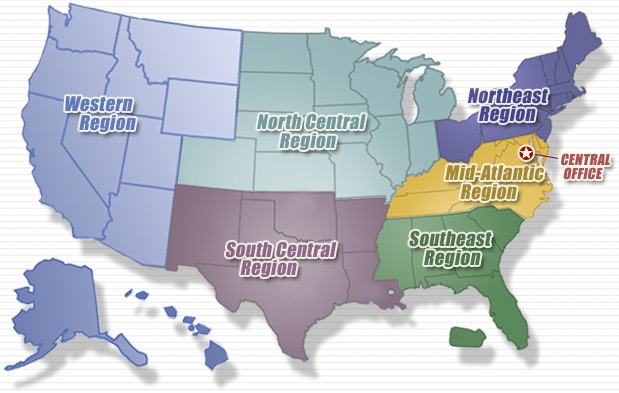 Western
Region
North Central
Region
Northeast
Region
Mid-Atlantic
Region
CENTRAL
OFFICE
South Central
Region
Southeast
Region